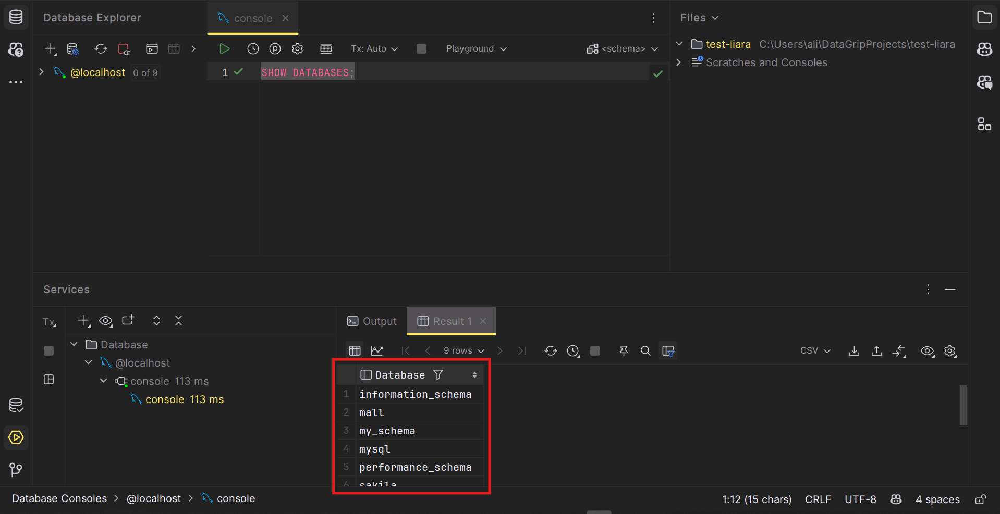 Database Explorer
console
Files
Tx: Auto
Playground
<schema>
test-liara C:\Users\ali\DataGripProjects\test-liara
Scratches and Consoles
@localhost 0 of 9
1 SHOW DATABASES;
Services
Tx
Output
Result 1
Database
@localhost
console 113 ms
console 113 ms
9 rows
CSV
Database
1 information_schema
2 mall
3 my_schema
4 mysql
5 performance_schema
6 sakila
Database Consoles > @localhost > console
1:12 (15 chars) CRLF UTF-8 4 spaces